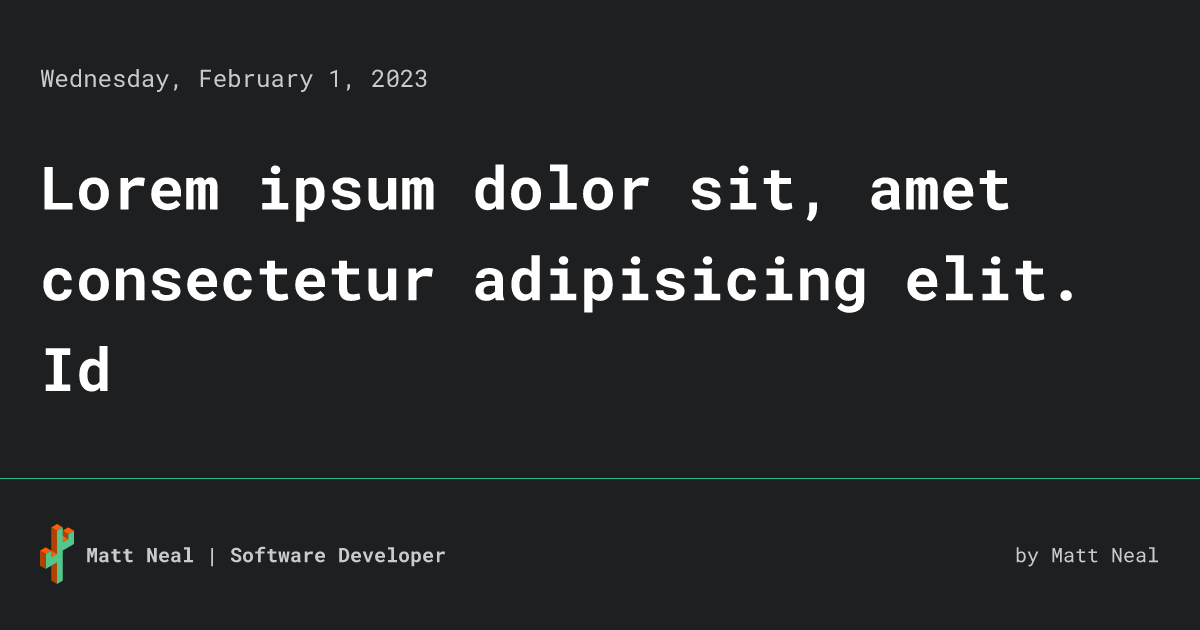 Wednesday, February 1, 2023
Lorem ipsum dolor sit, amet
consectetur adipisicing elit.
Id
Matt Neal | Software Developer
by Matt Neal